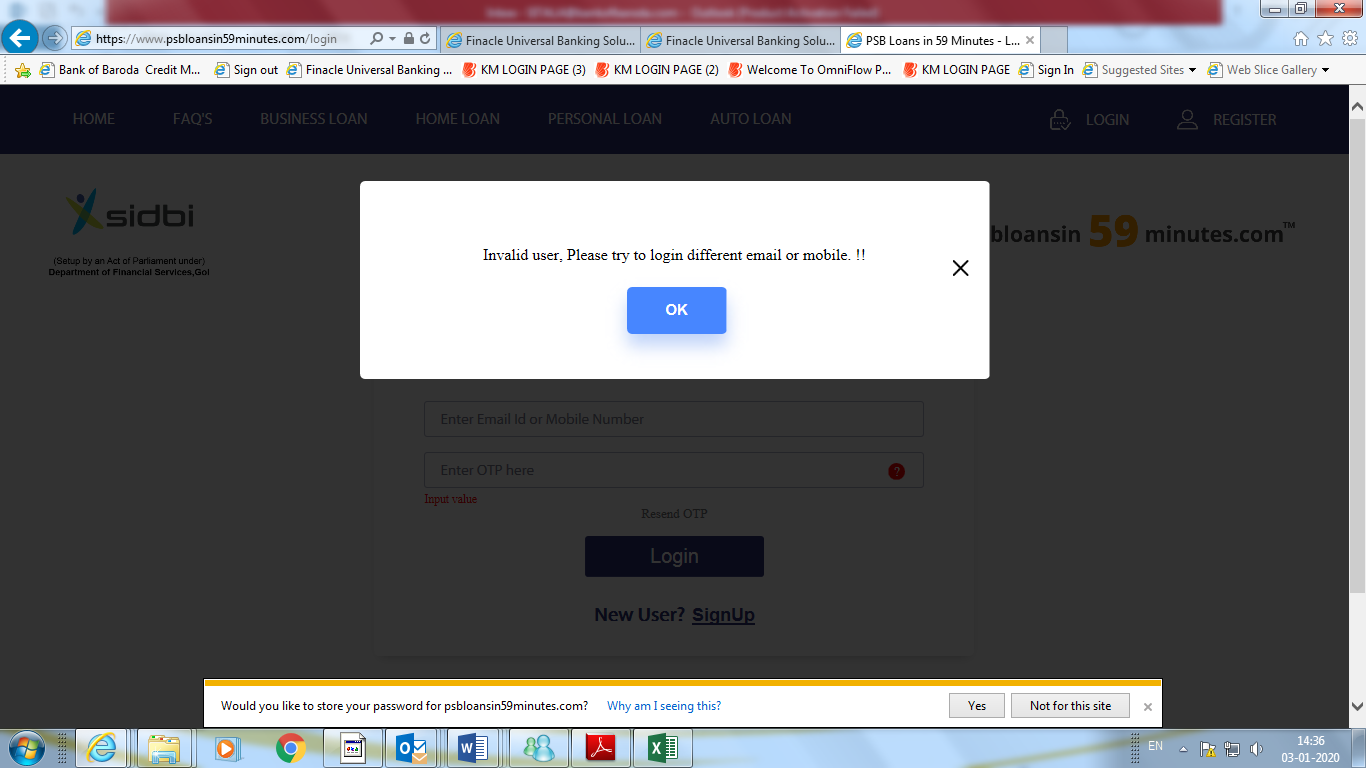 https://www.psbloansin59minutes.com/login
Finacle Universal Banking Solu...
Finacle Universal Banking Solu...
PSB Loans in 59 Minutes - L...
Bank of Baroda Credit M...
Sign out
Finacle Universal Banking ...
KM LOGIN PAGE (3)
KM LOGIN PAGE (2)
Welcome To OmniFlow P...
KM LOGIN PAGE
Sign In
Suggested Sites
Web Slice Gallery
HOME
FAQ'S
BUSINESS LOAN
HOME LOAN
PERSONAL LOAN
AUTO LOAN
LOGIN
REGISTER
sidbi
(Setup by an Act of Parliament under)
Department of Financial Services,GoI
bloansin 59 minutes.com™
Invalid user, Please try to login different email or mobile. !!
OK
Enter Email Id or Mobile Number
Enter OTP here
?
Input value
Resend OTP
Login
New User? SignUp
Would you like to store your password for psbloansin59minutes.com?
Why am I seeing this?
Yes
Not for this site
EN
14:36
03-01-2020